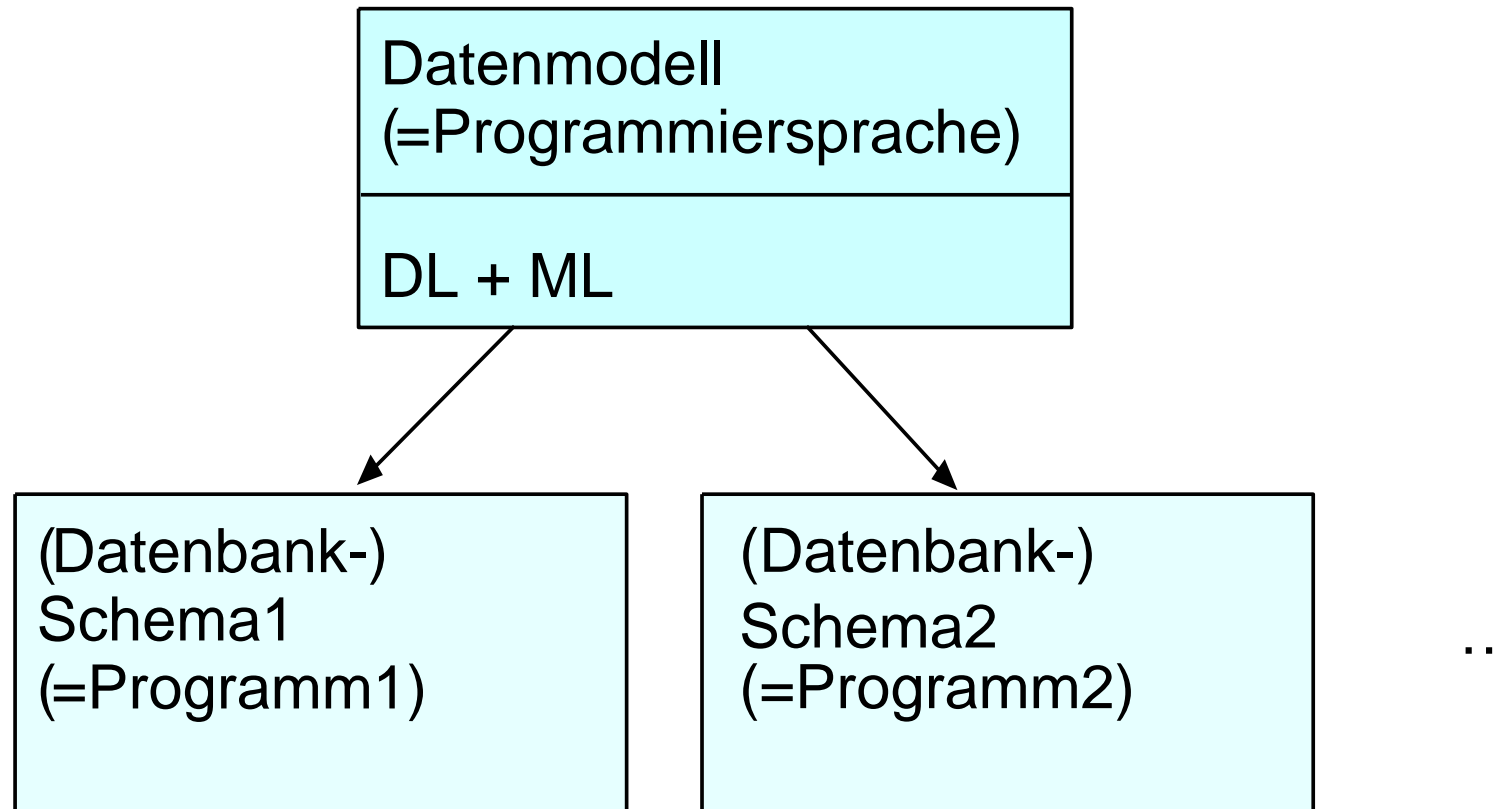 Datenmodell
(=Programmiersprache)
DL + ML
(Datenbank-)
Schema1
(=Programm1)
(Datenbank-)
Schema2
(=Programm2)
..